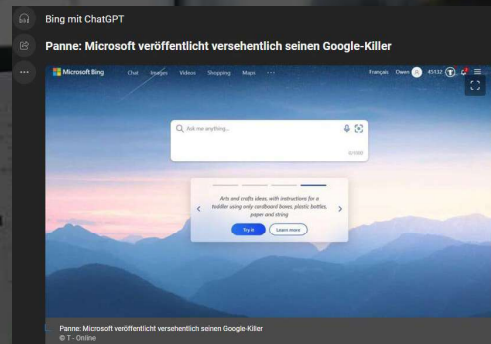 Bing mit ChatGPT
Panne: Microsoft veröffentlicht versehentlich seinen Google-Killer
Microsoft Bing Chat Images Videos Shopping Maps ... Français Owen 45132
Ask me anything...
Arts and crafts ideas, with instructions for a
toddler using only cardboard boxes, plastic bottles,
paper and string
Try it Learn more
Panne: Microsoft veröffentlicht versehentlich seinen Google-Killer
© T - Online